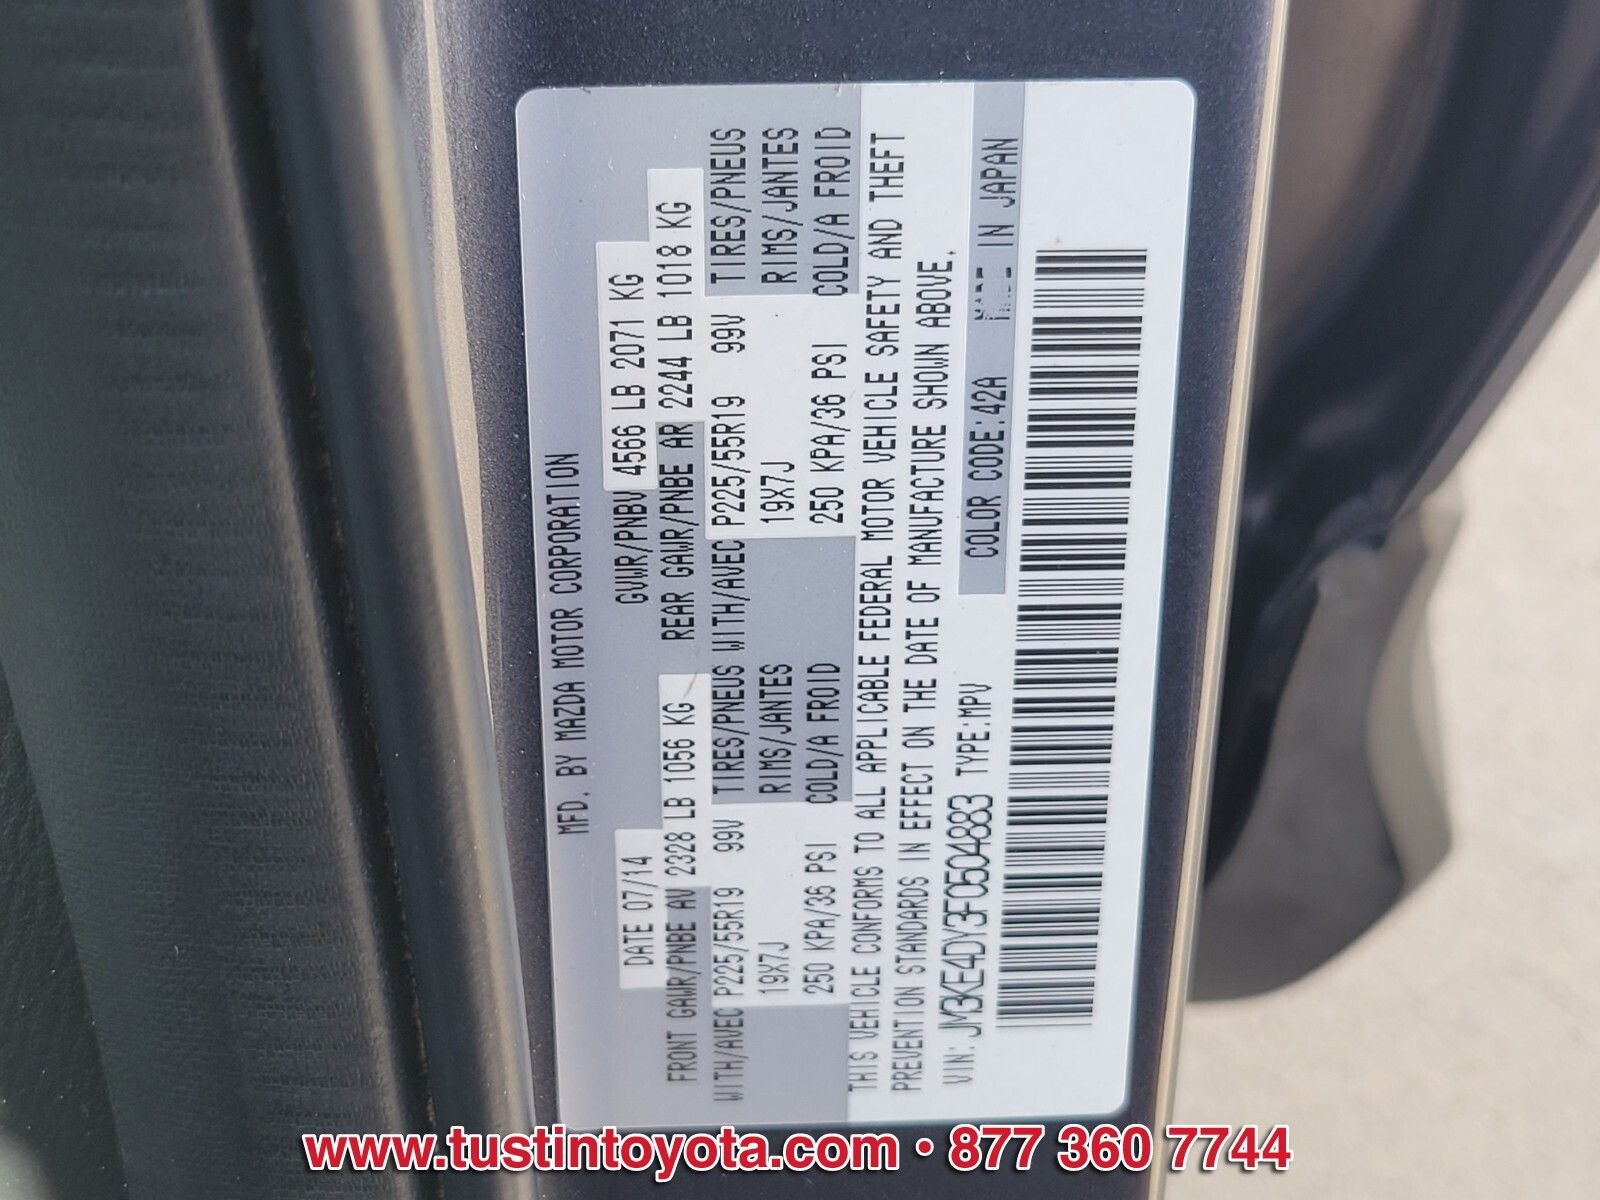 MFD. BY MAZDA MOTOR CORPORATION
DATE 07/14 GVWR/PNBV 4566 LB 2071 KG
FRONT GAWR/PNBE AV 2328 LB 1056 KG REAR GAWR/PNBE AR 2244 LB 1018 KG
WITH/AVEC P225/55R19 99V TIRES/PNEUS WITH/AVEC P225/55R19 99V TIRES/PNEUS
19X7J RIMS/JANTES 19X7J RIMS/JANTES
250 KPA/36 PSI COLD/A FROID 250 KPA/36 PSI COLD/A FROID
THIS VEHICLE CONFORMS TO ALL APPLICABLE FEDERAL MOTOR VEHICLE SAFETY AND THEFT
PREVENTION STANDARDS IN EFFECT ON THE DATE OF MANUFACTURE SHOWN ABOVE.
VIN: JM3KE4DY3F0504883 TYPE:MPV COLOR CODE:42A MADE IN JAPAN
www.tustintoyota.com • 877 360 7744